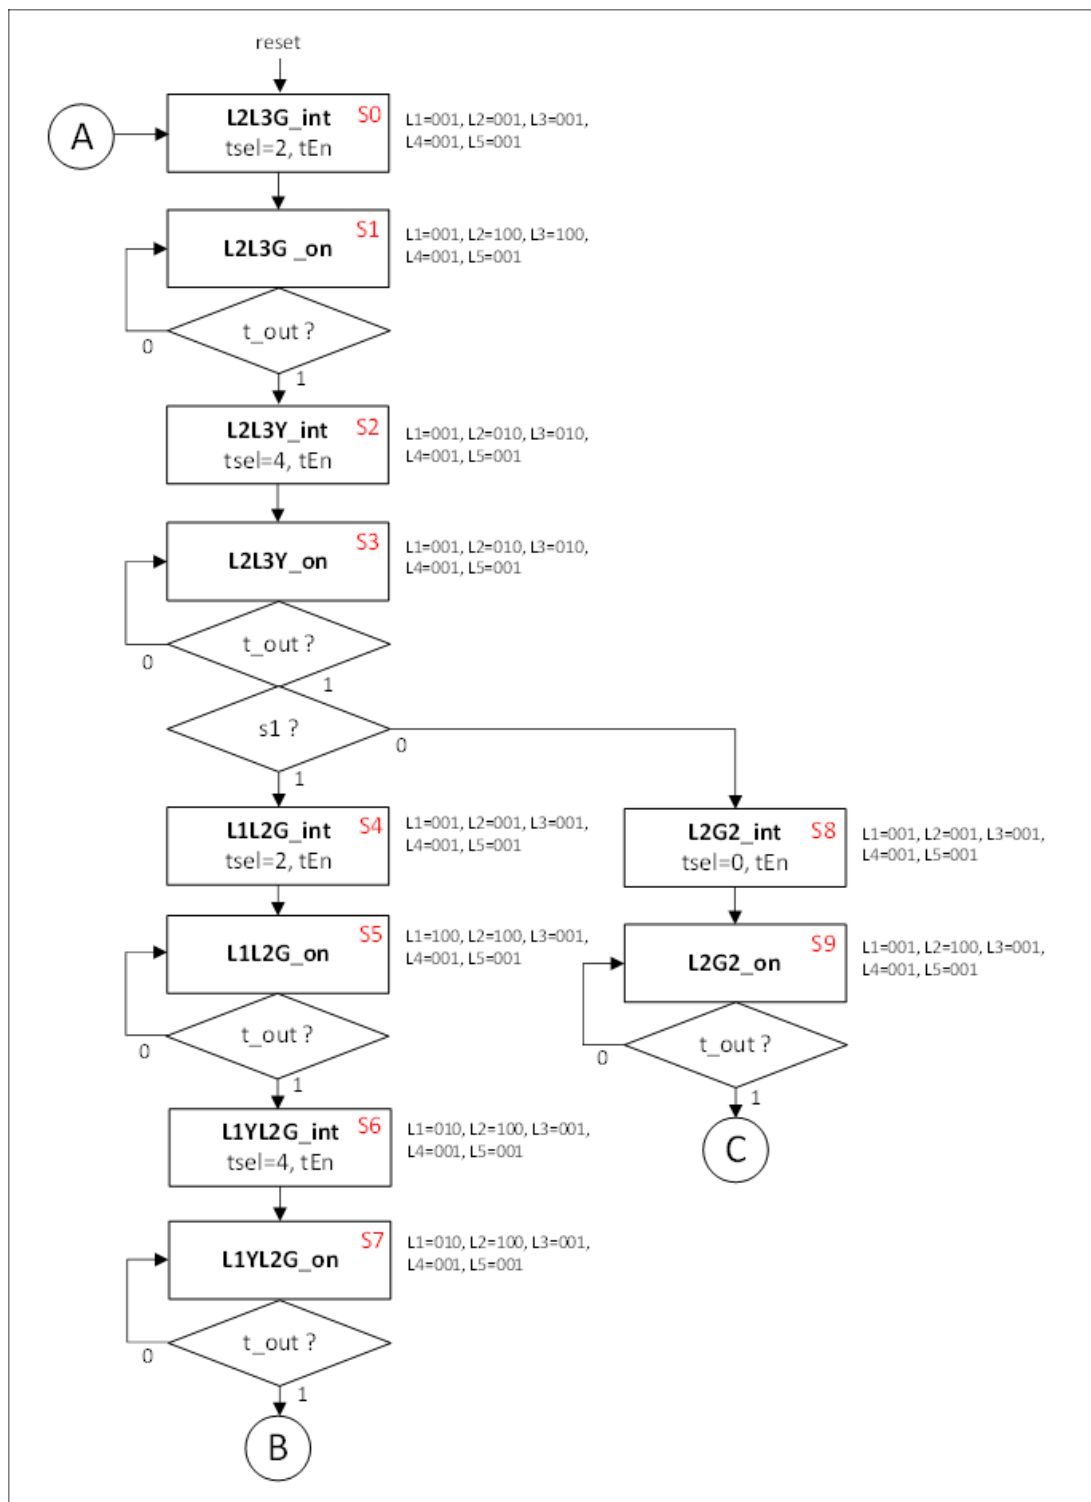 reset
A
L2L3G_int S0
tsel=2, tEn
L1=001, L2=001, L3=001,
L4=001, L5=001
L2L3G _on S1
L1=001, L2=100, L3=100,
L4=001, L5=001
t_out ?
0
1
L2L3Y_int S2
tsel=4, tEn
L1=001, L2=010, L3=010,
L4=001, L5=001
L2L3Y_on S3
L1=001, L2=010, L3=010,
L4=001, L5=001
t_out ?
0
1
s1 ?
0
1
L1L2G_int S4
tsel=2, tEn
L1=001, L2=001, L3=001,
L4=001, L5=001
L2G2_int S8
tsel=0, tEn
L1=001, L2=001, L3=001,
L4=001, L5=001
L1L2G_on S5
L1=100, L2=100, L3=001,
L4=001, L5=001
L2G2_on S9
L1=001, L2=100, L3=001,
L4=001, L5=001
t_out ?
0
1
t_out ?
0
1
L1YL2G_int S6
tsel=4, tEn
L1=010, L2=100, L3=001,
L4=001, L5=001
C
L1YL2G_on S7
L1=010, L2=100, L3=001,
L4=001, L5=001
t_out ?
0
1
B